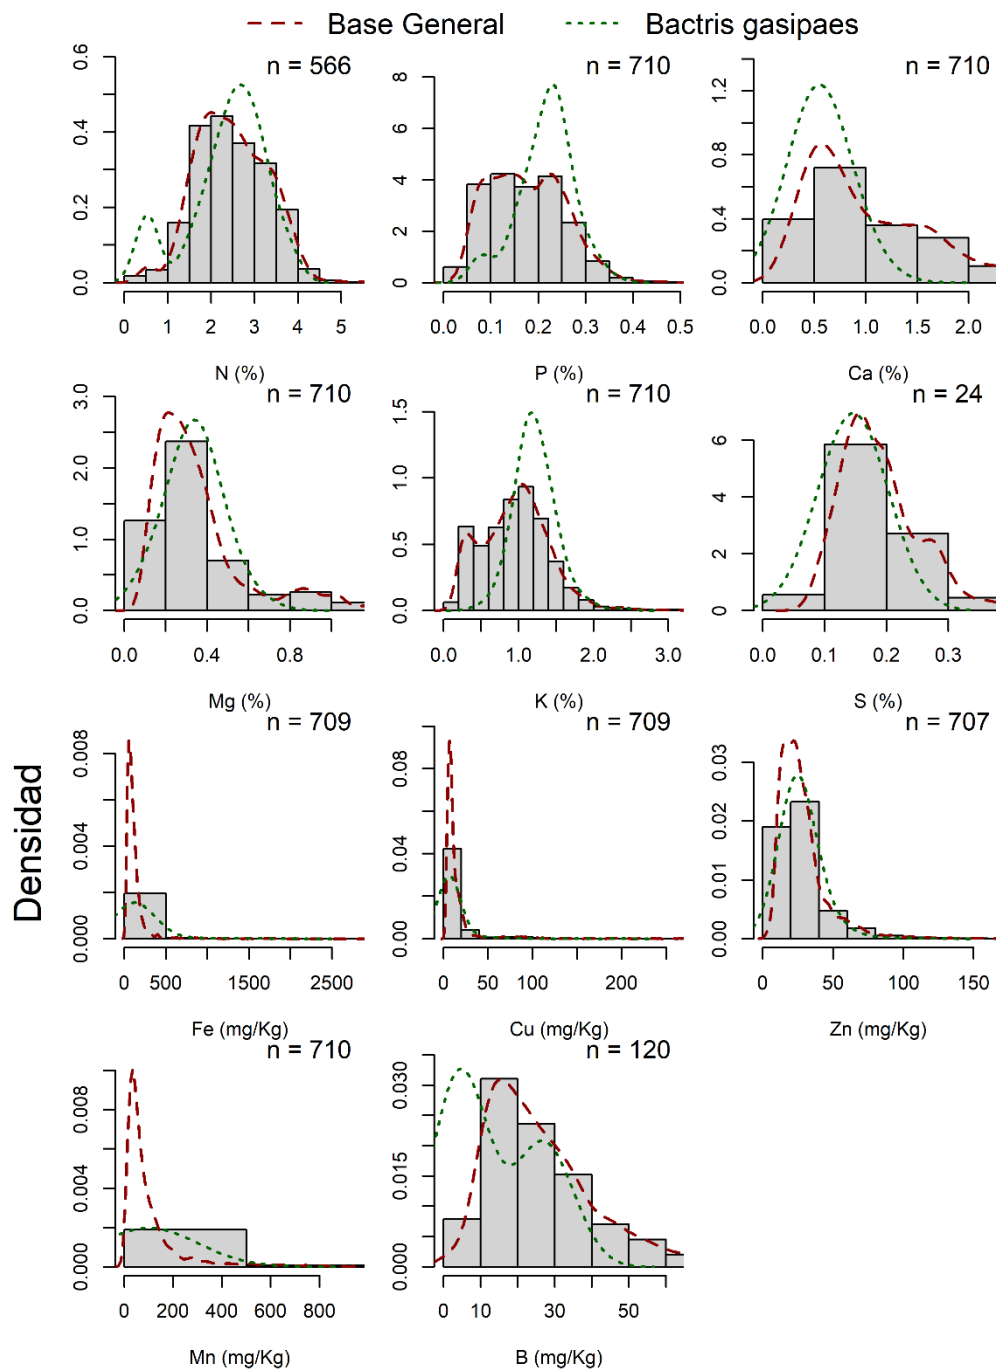 Base General Bactris gasipaes
n = 566
0.0 0.2 0.4 0.6
0 1 2 3 4 5
N (%)
n = 710
0 2 4 6 8
0.0 0.1 0.2 0.3 0.4 0.5
P (%)
n = 710
0.0 0.4 0.8 1.2
0.0 0.5 1.0 1.5 2.0
Ca (%)
n = 710
0.0 1.0 2.0 3.0
0.0 0.4 0.8
Mg (%)
n = 710
0.0 0.5 1.0 1.5
0.0 1.0 2.0 3.0
K (%)
n = 24
0 2 4 6
0.0 0.1 0.2 0.3
S (%)
Densidad
n = 709
0.000 0.004 0.008
0 500 1500 2500
Fe (mg/Kg)
n = 709
0.00 0.04 0.08
0 50 100 200
Cu (mg/Kg)
n = 707
0.00 0.01 0.02 0.03
0 50 100 150
Zn (mg/Kg)
n = 710
0.000 0.004 0.008
0 200 400 600 800
Mn (mg/Kg)
n = 120
0.000 0.015 0.030
0 10 30 50
B (mg/Kg)